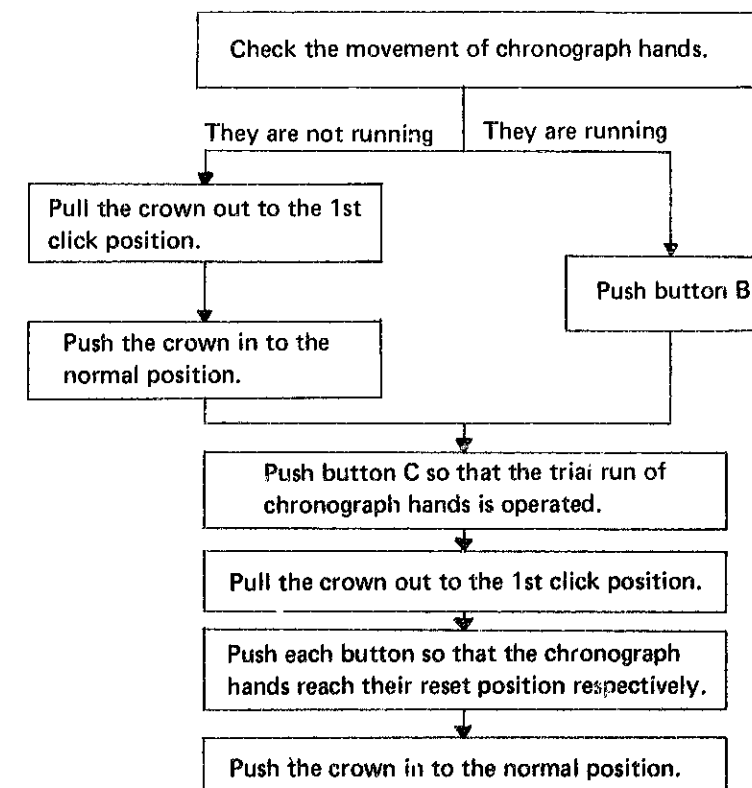 Check the movement of chronograph hands.
They are not running
They are running
Pull the crown out to the 1st
click position.
Push button B
Push the crown in to the
normal position.
Push button C so that the trial run of
chronograph hands is operated.
Pull the crown out to the 1st click position.
Push each button so that the chronograph
hands reach their reset position respectively.
Push the crown in to the normal position.